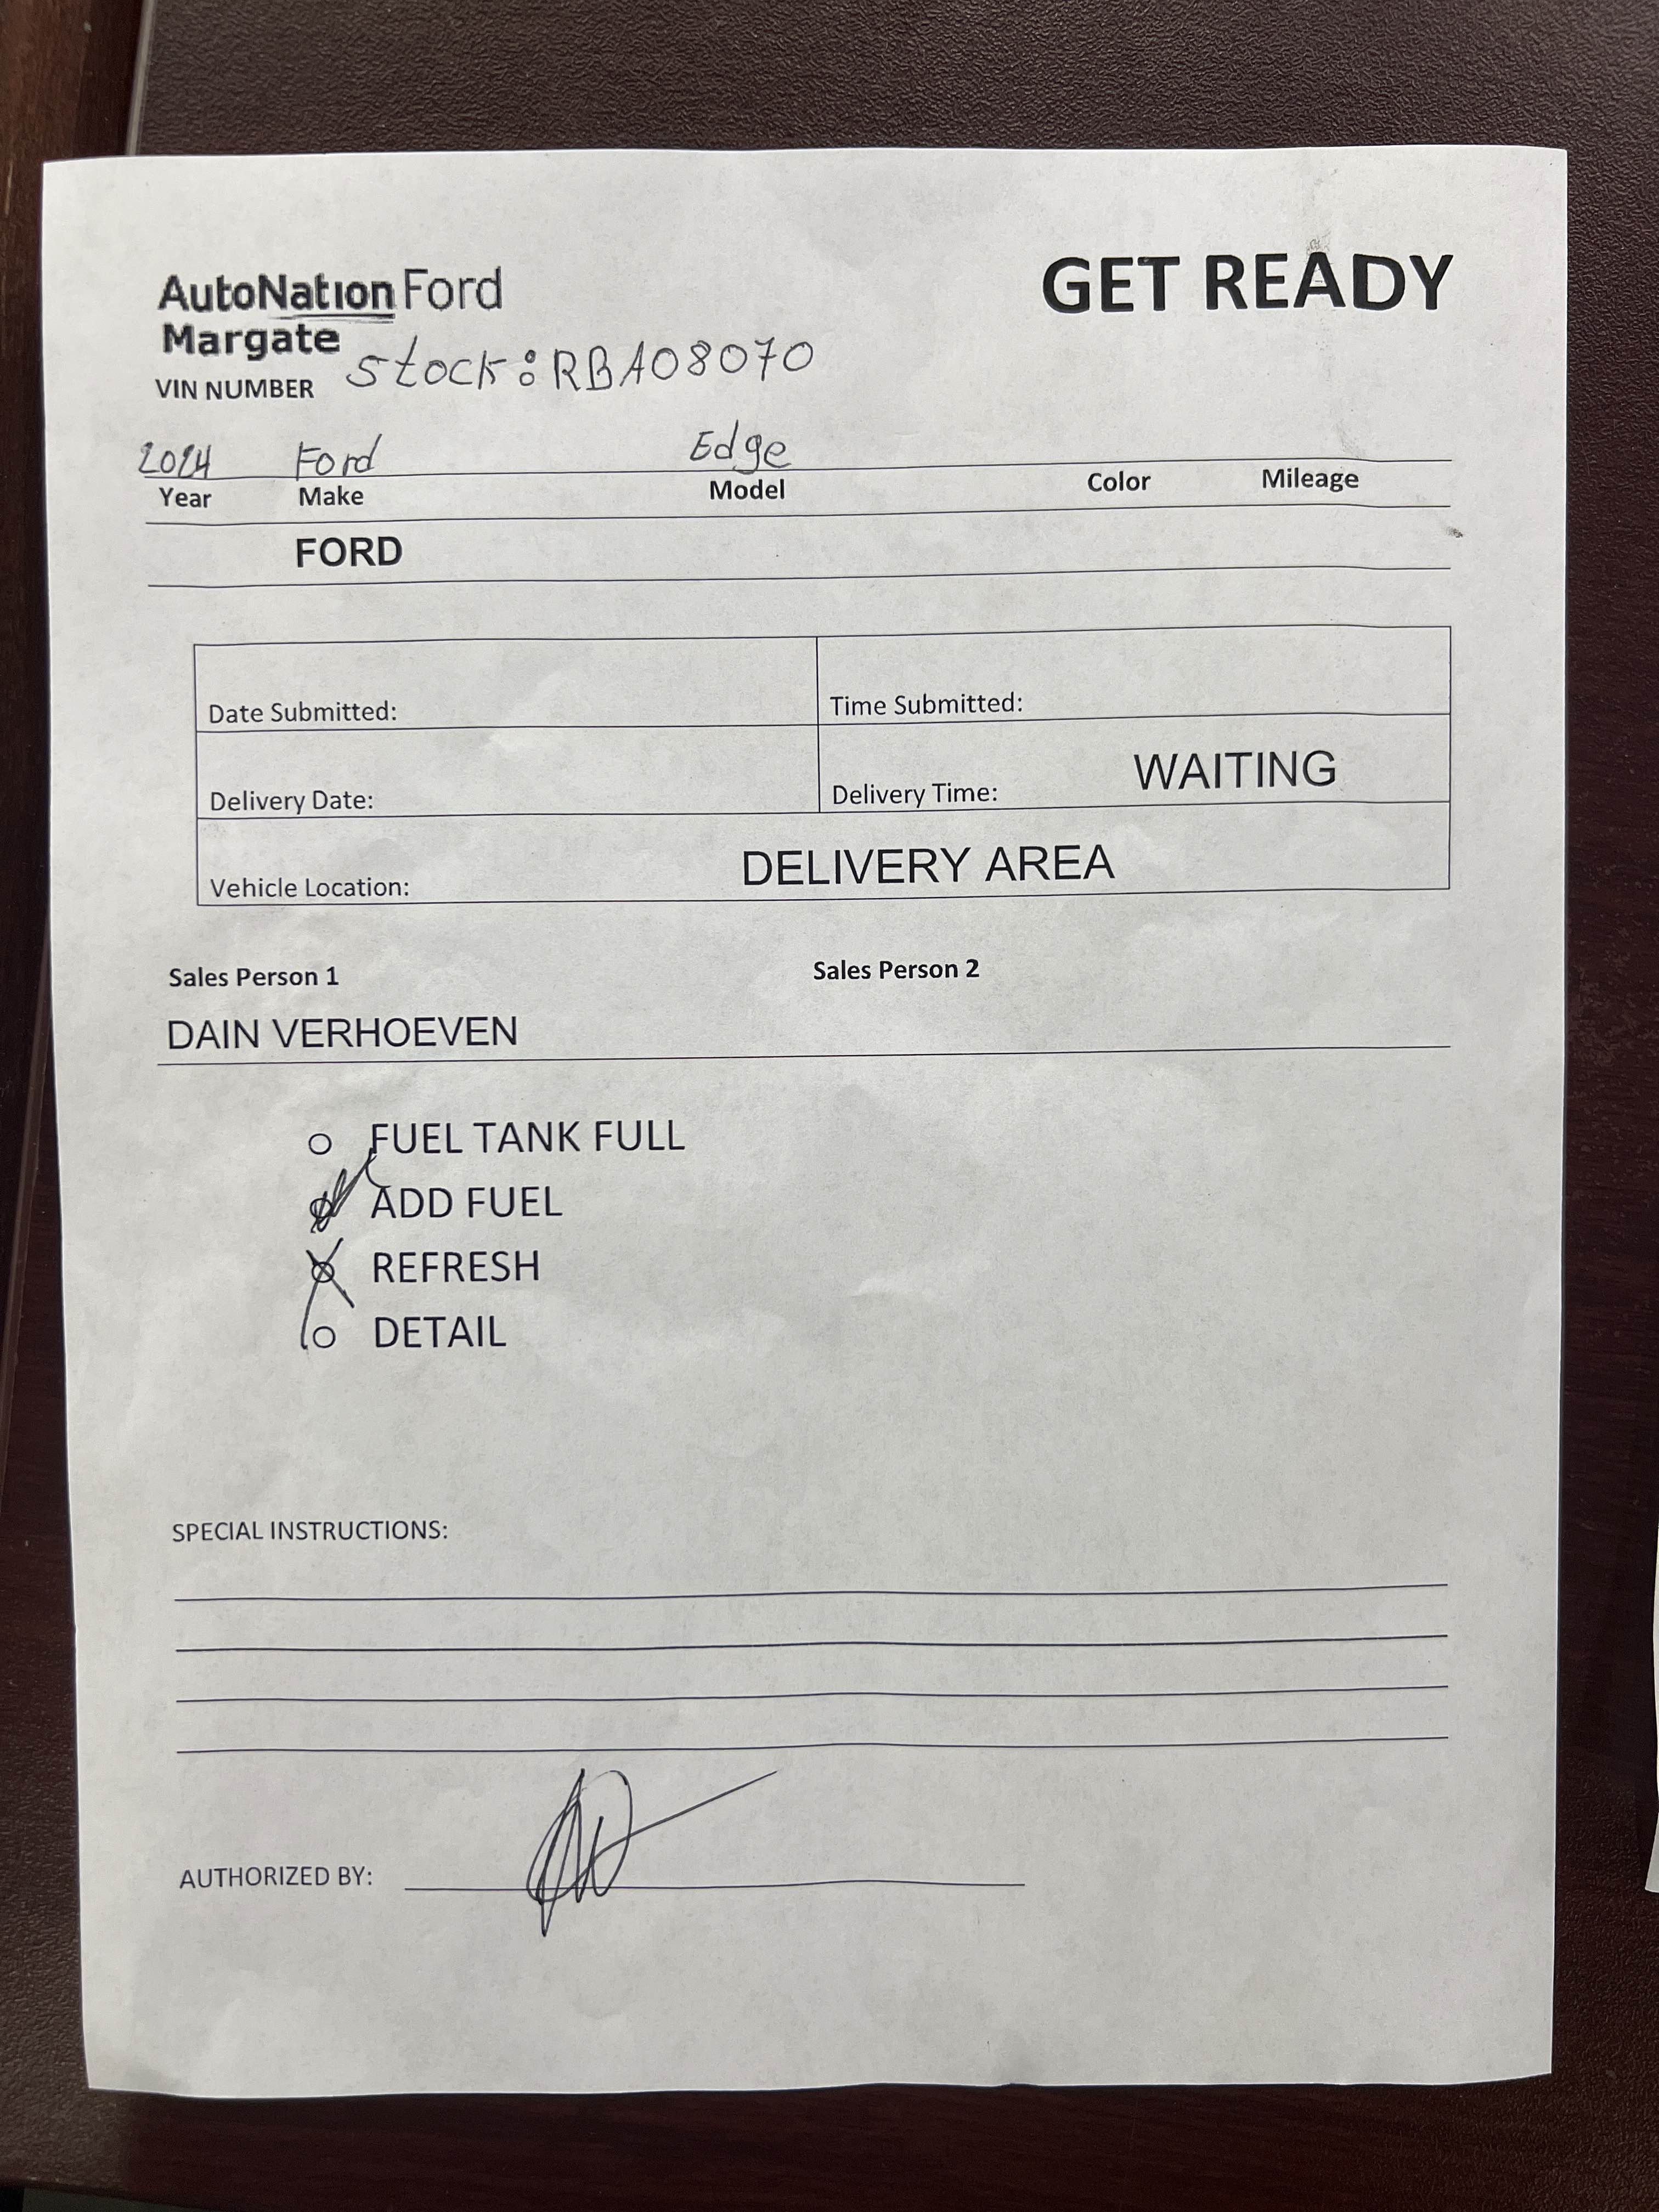 AutoNation Ford
GET READY
Margate
Stock: RBA08070
VIN NUMBER
2024 Ford Edge
Year Make Model Color Mileage
FORD
Date Submitted: Time Submitted:
Delivery Date: Delivery Time: WAITING
Vehicle Location: DELIVERY AREA
Sales Person 1 Sales Person 2
DAIN VERHOEVEN
FUEL TANK FULL
ADD FUEL
REFRESH
DETAIL
SPECIAL INSTRUCTIONS:
AUTHORIZED BY: